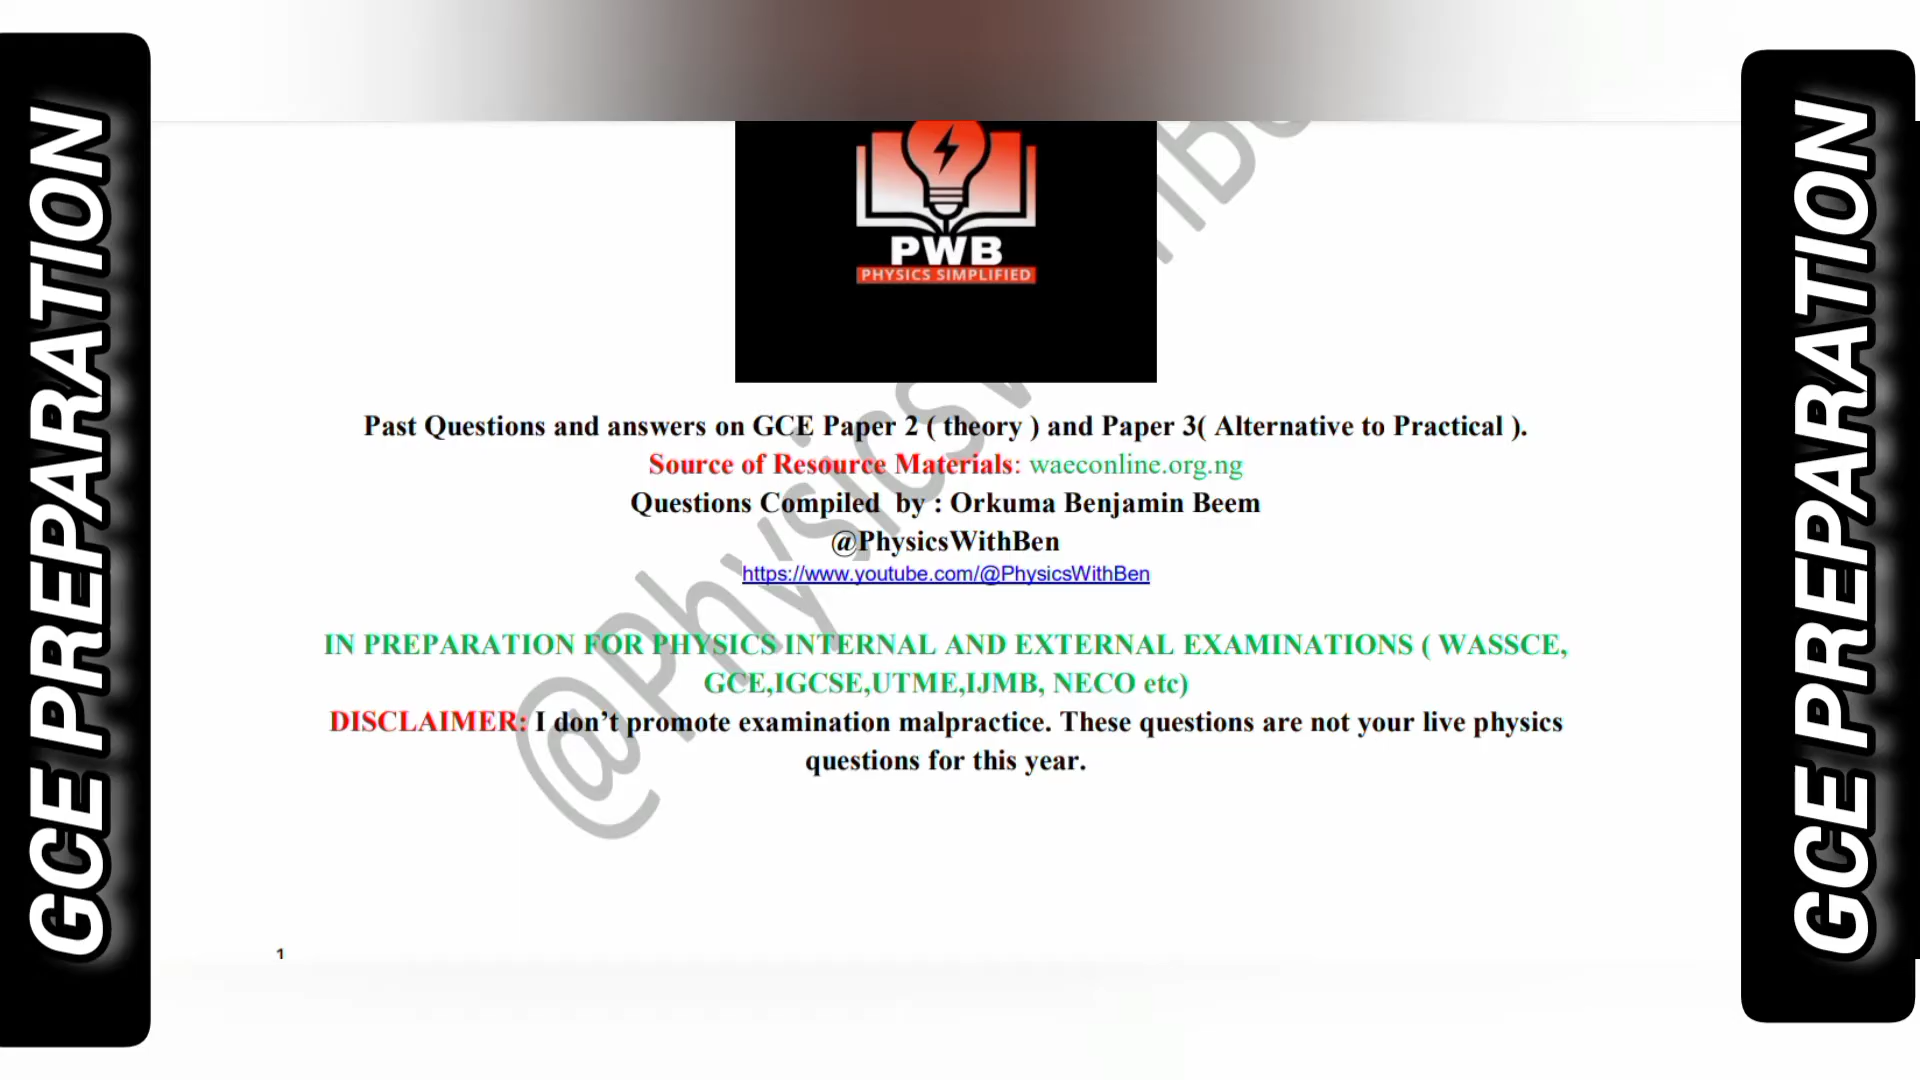 GCE PREPARATION
GCE PREPARATION
PWB
PHYSICS SIMPLIFIED
Past Questions and answers on GCE Paper 2 ( theory ) and Paper 3( Alternative to Practical ).
Source of Resource Materials: waeconline.org.ng
Questions Compiled by : Orkuma Benjamin Beem
@PhysicsWithBen
https://www.youtube.com/@PhysicsWithBen
IN PREPARATION FOR PHYSICS INTERNAL AND EXTERNAL EXAMINATIONS ( WASSCE,
GCE,IGCSE,UTME,IJMB, NECO etc)
DISCLAIMER: I don’t promote examination malpractice. These questions are not your live physics
questions for this year.
1